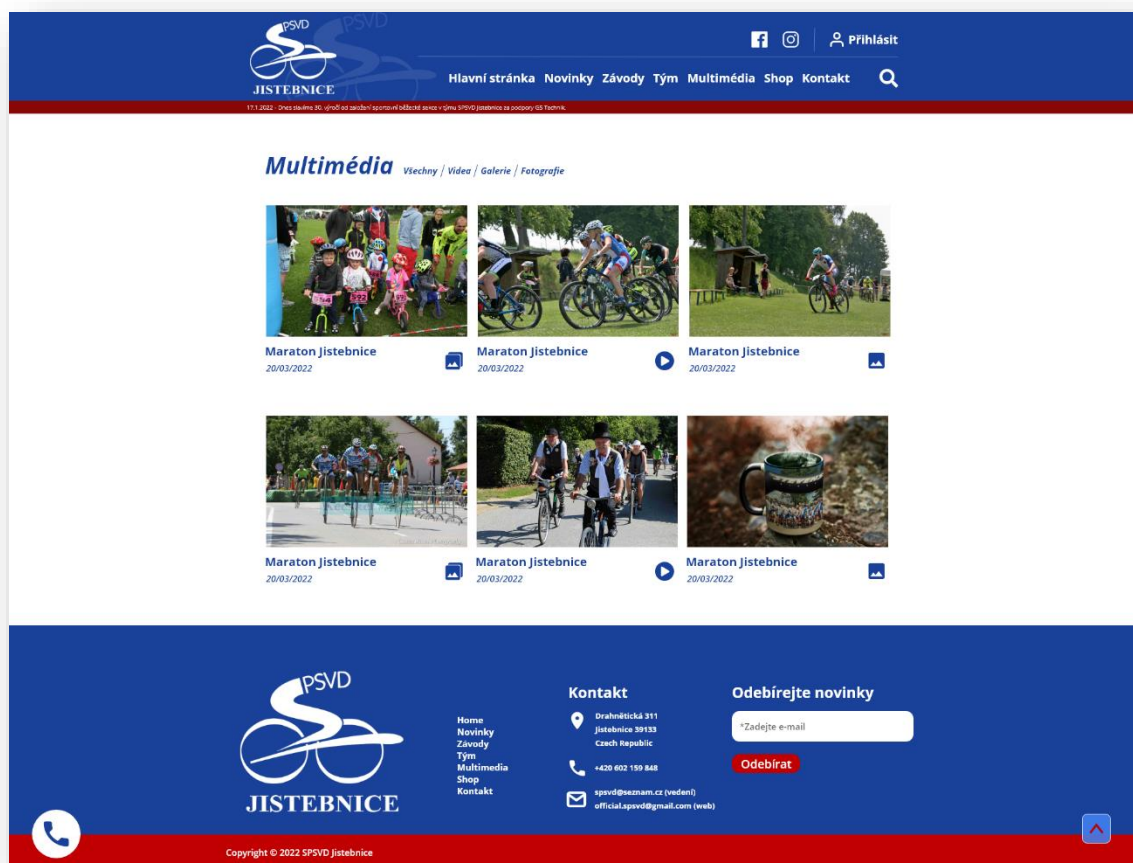 PSVD
PSVD
JISTEBNICE
Přihlásit
Hlavní stránka Novinky Závody Tým Multimédia Shop Kontakt
17.1.2022 - Dnes slavíme 30. výročí od založení sportovní běžecké sekce v týmu SPSVD Jistebnice za podpory GS Technik.
Multimédia Všechny / Videa / Galerie / Fotografie
592
Maraton Jistebnice
20/03/2022
Maraton Jistebnice
20/03/2022
Maraton Jistebnice
20/03/2022
Maraton Jistebnice
20/03/2022
Maraton Jistebnice
20/03/2022
Maraton Jistebnice
20/03/2022
PSVD
JISTEBNICE
Home
Novinky
Závody
Tým
Multimedia
Shop
Kontakt
Kontakt
Drahnětická 311
Jistebnice 39133
Czech Republic
+420 602 159 848
spsvd@seznam.cz (vedení)
official.spsvd@gmail.com (web)
Odebírejte novinky
*Zadejte e-mail
Odebírat
Copyright © 2022 SPSVD Jistebnice